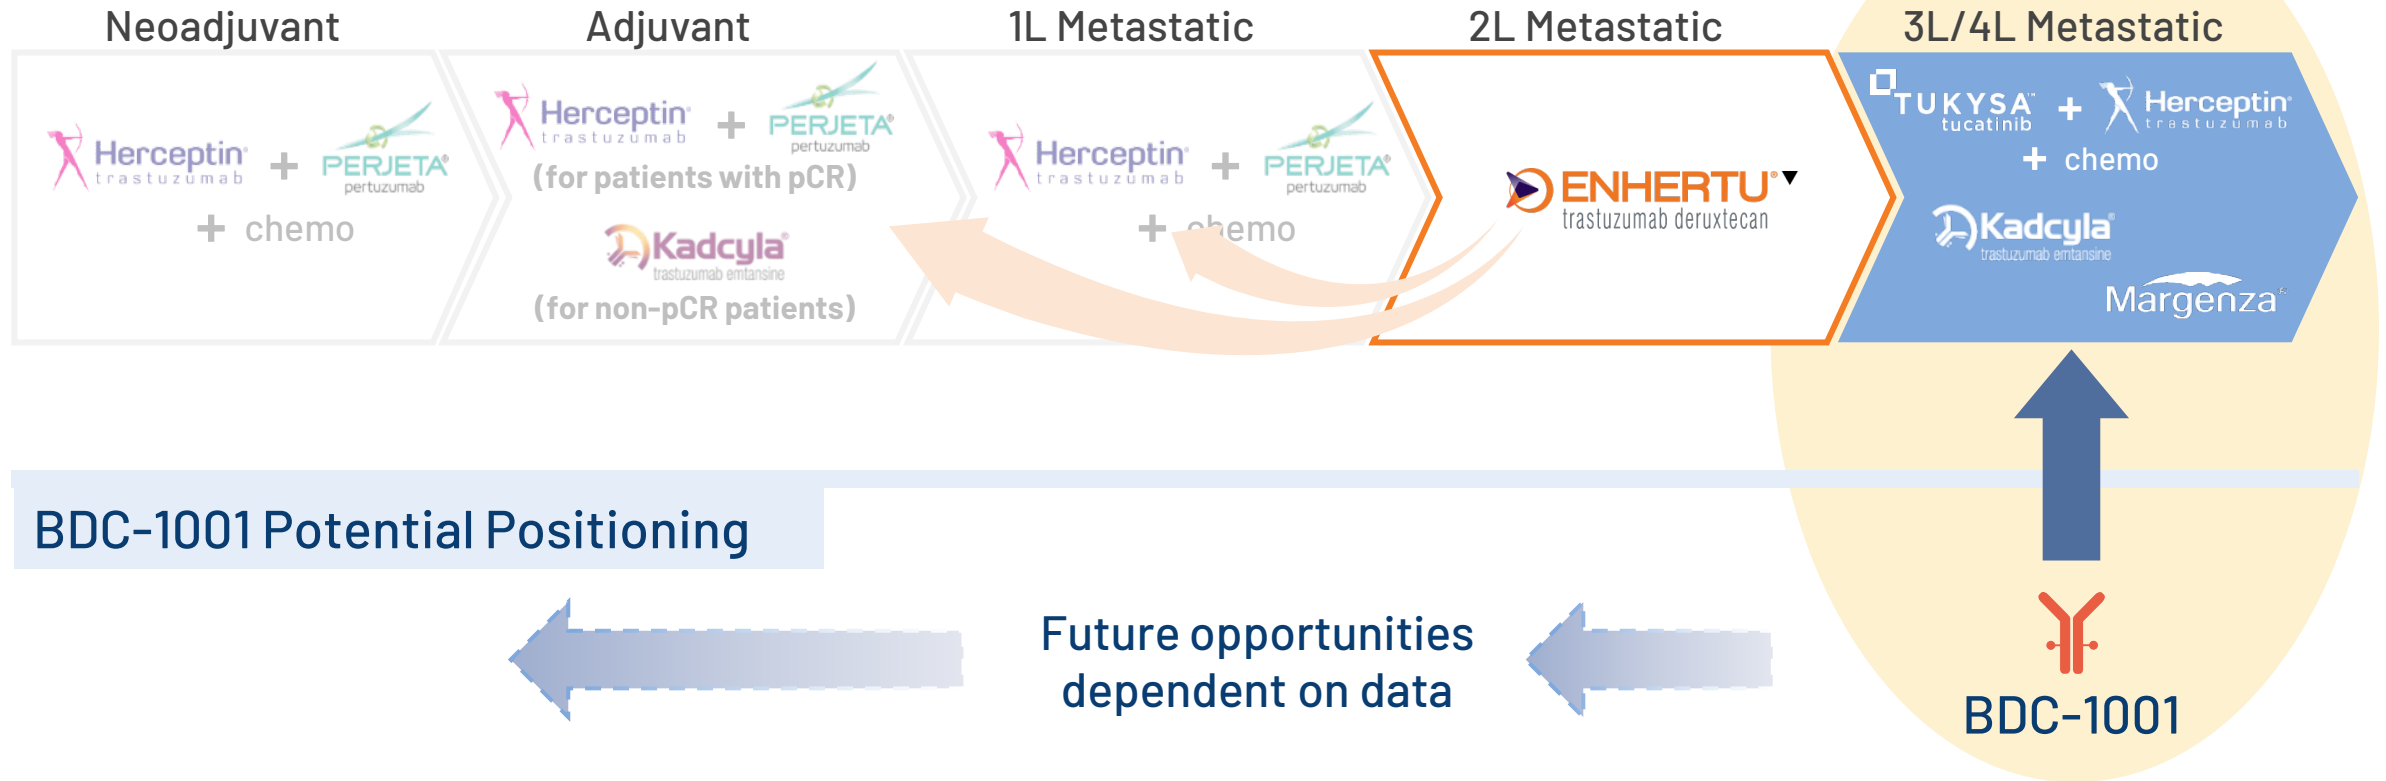 Neoadjuvant
Adjuvant
1L Metastatic
2L Metastatic
3L/4L Metastatic
Herceptin®
trastuzumab
+
PERJETA®
pertuzumab
+ chemo
Herceptin®
trastuzumab
+
PERJETA®
pertuzumab
(for patients with pCR)
Kadcyla®
trastuzumab emtansine
(for non-pCR patients)
Herceptin®
trastuzumab
+
PERJETA®
pertuzumab
+ chemo
ENHERTU®▼
trastuzumab deruxtecan
TUKYSA™
tucatinib
+
Herceptin®
trastuzumab
+ chemo
Kadcyla®
trastuzumab emtansine
Margenza®
BDC-1001 Potential Positioning
Future opportunities
dependent on data
BDC-1001